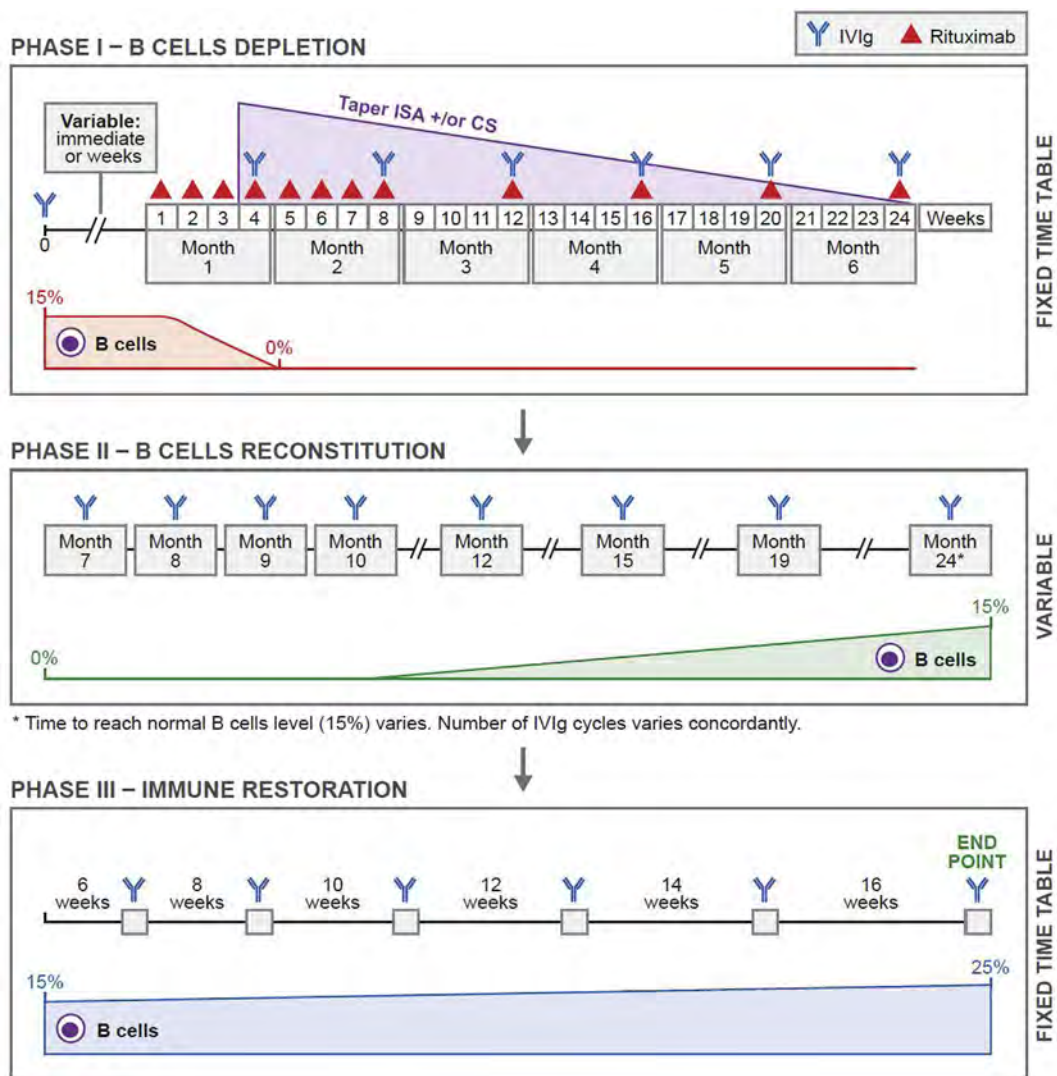 IVIg Rituximab
PHASE I – B CELLS DEPLETION
Variable:
immediate
or weeks
Taper ISA +/or CS
0
1 2 3 4 5 6 7 8 9 10 11 12 13 14 15 16 17 18 19 20 21 22 23 24 Weeks
Month
1
Month
2
Month
3
Month
4
Month
5
Month
6
15%
B cells
0%
FIXED TIME TABLE
PHASE II – B CELLS RECONSTITUTION
Month
7
Month
8
Month
9
Month
10
Month
12
Month
15
Month
19
Month
24*
0%
15%
B cells
VARIABLE
* Time to reach normal B cells level (15%) varies. Number of IVIg cycles varies concordantly.
PHASE III – IMMUNE RESTORATION
6
weeks
8
weeks
10
weeks
12
weeks
14
weeks
16
weeks
END
POINT
15%
25%
B cells
FIXED TIME TABLE